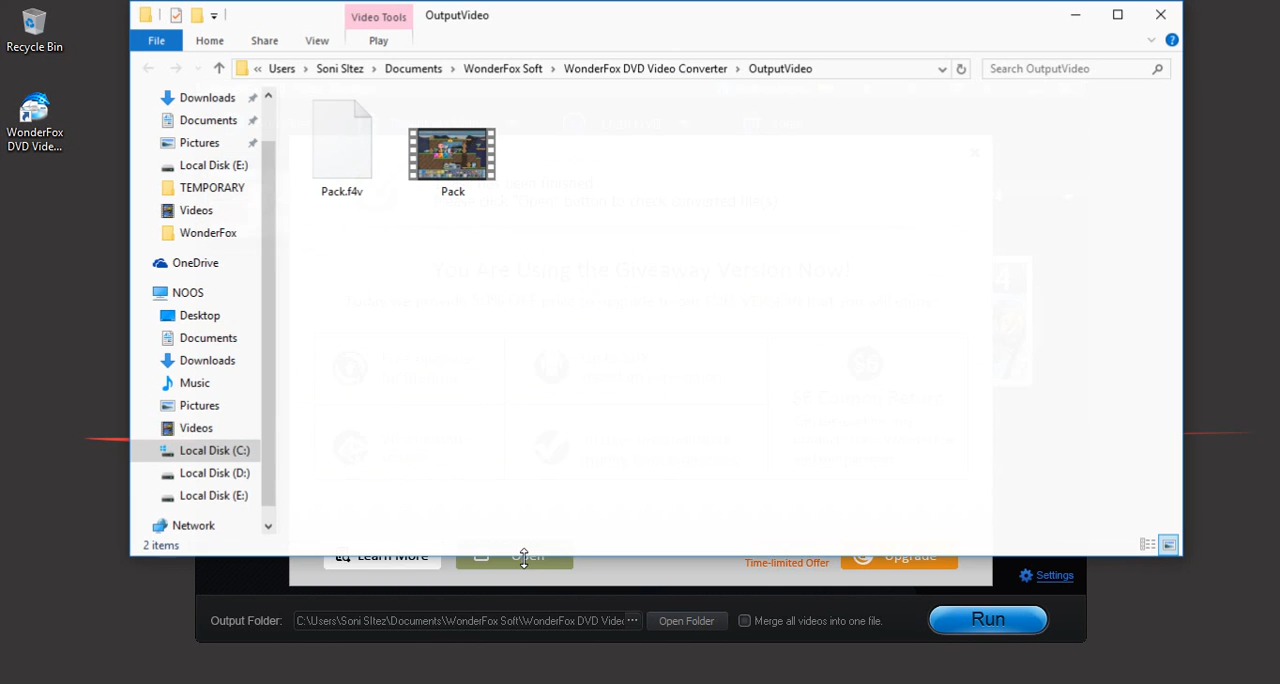 Recycle Bin
WonderFox
DVD Vide...
Video Tools
OutputVideo
File
Home
Share
View
Play
« Users > Soni Sltez > Documents > WonderFox Soft > WonderFox DVD Video Converter > OutputVideo
Search OutputVideo
Downloads
Documents
Pictures
Local Disk (E:)
TEMPORARY
Videos
WonderFox
OneDrive
NOOS
Desktop
Documents
Downloads
Music
Pictures
Videos
Local Disk (C:)
Local Disk (D:)
Local Disk (E:)
Network
2 items
Pack.f4v
Pack
You Are Using the Giveaway Version Now!
Learn More
Open
Time-limited Offer
Upgrade
Settings
Output Folder:
C:\Users\Soni Sltez\Documents\WonderFox Soft\WonderFox DVD Videc ...
Open Folder
Merge all videos into one file.
Run